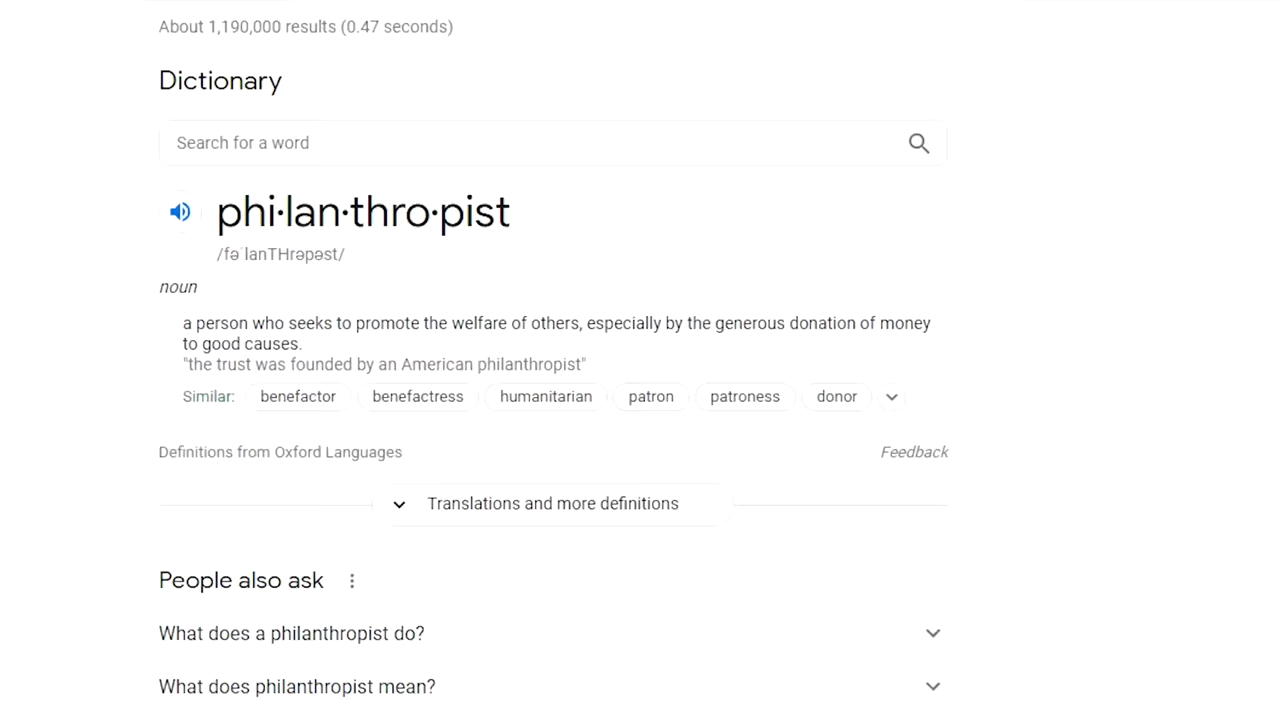 About 1,190,000 results (0.47 seconds)
Dictionary
Search for a word
phi·lan·thro·pist
/fəˈlanTHrəpəst/
noun
a person who seeks to promote the welfare of others, especially by the generous donation of money
to good causes.
"the trust was founded by an American philanthropist"
Similar: benefactor benefactress humanitarian patron patroness donor
Definitions from Oxford Languages Feedback
Translations and more definitions
People also ask
What does a philanthropist do?
What does philanthropist mean?